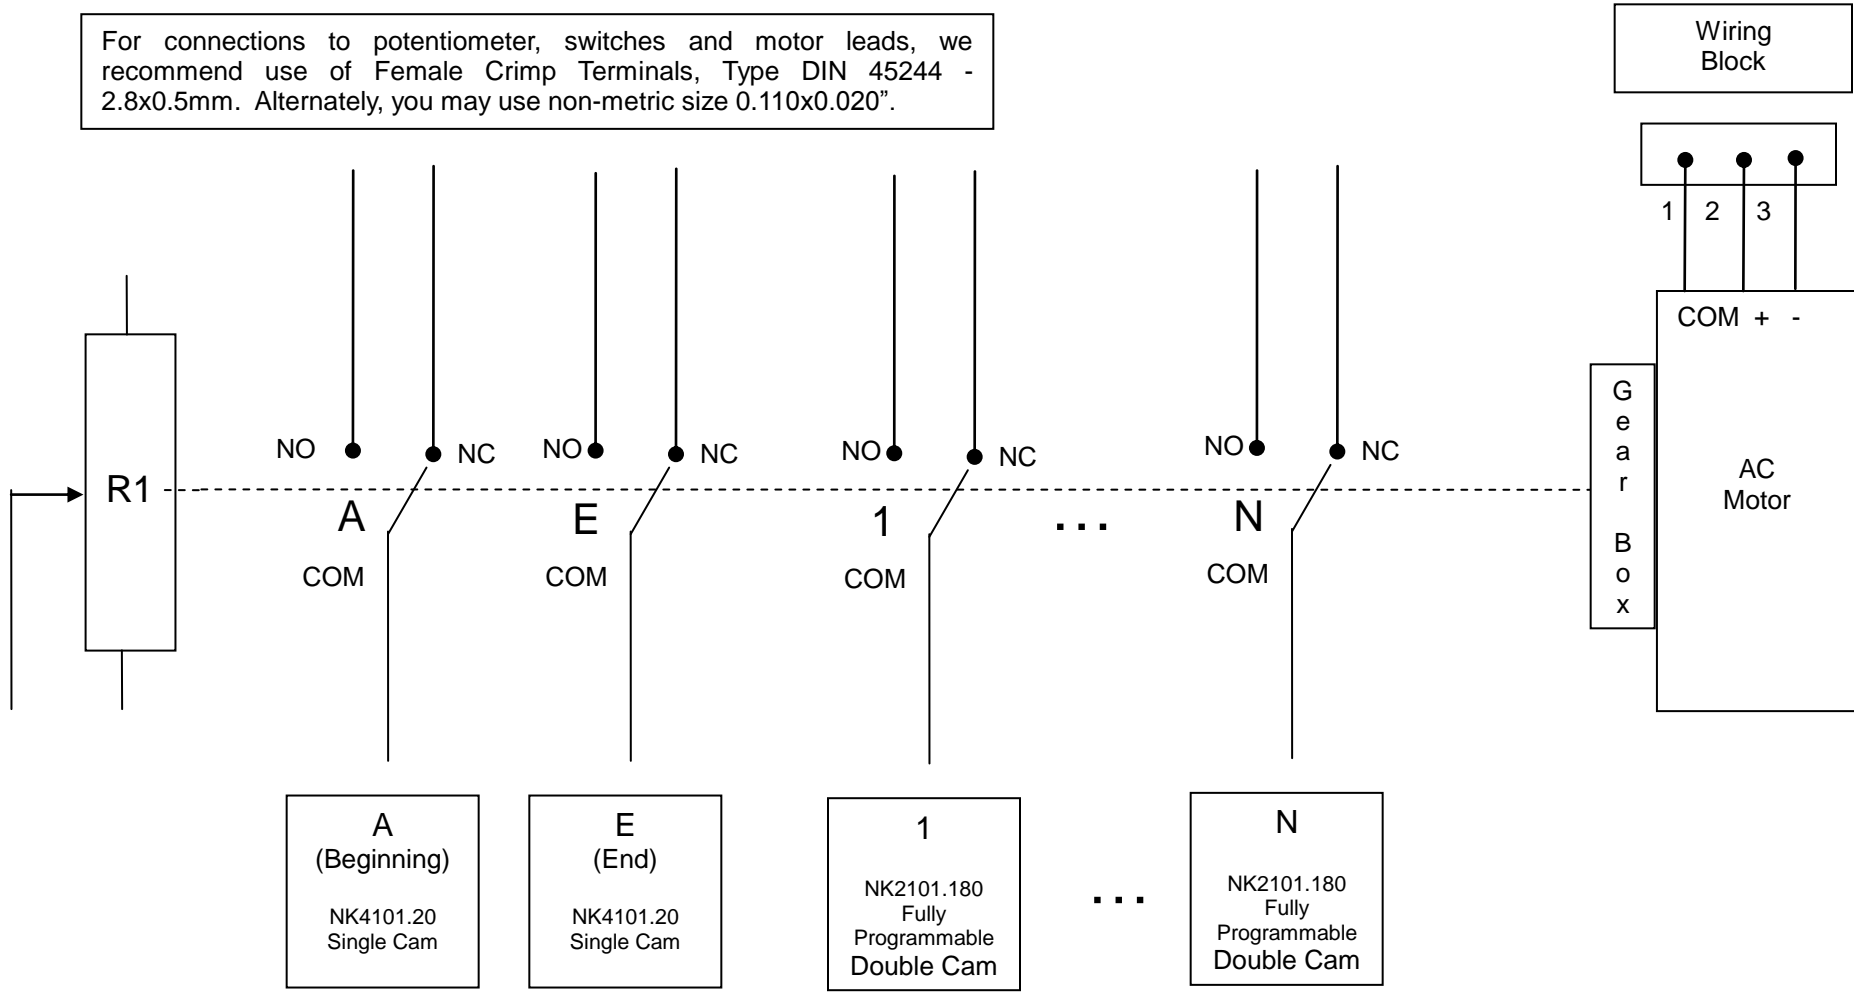 For connections to potentiometer, switches and motor leads, we
recommend use of Female Crimp Terminals, Type DIN 45244 -
2.8x0.5mm. Alternately, you may use non-metric size 0.110x0.020”.
Wiring
Block
1 2 3
COM + -
NO NC NO NC NO NC NO NC
R1
A E 1 ... N
COM COM COM COM
Gear Box
AC
Motor
A
(Beginning)
NK4101.20
Single Cam
E
(End)
NK4101.20
Single Cam
1
NK2101.180
Fully
Programmable
Double Cam
...
N
NK2101.180
Fully
Programmable
Double Cam